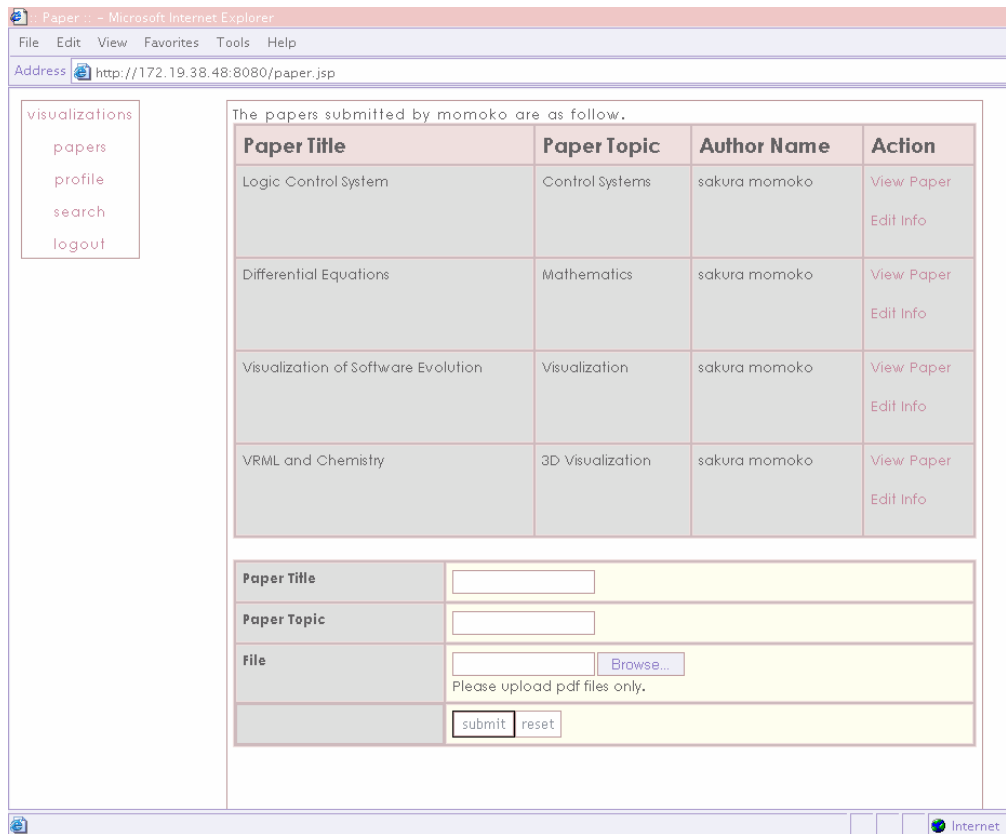 :: Paper :: - Microsoft Internet Explorer
File Edit View Favorites Tools Help
Address http://172.19.38.48:8080/paper.jsp
visualizations
papers
profile
search
logout
The papers submitted by momoko are as follow.
Paper Title Paper Topic Author Name Action
Logic Control System Control Systems sakura momoko View Paper
Edit Info
Differential Equations Mathematics sakura momoko View Paper
Edit Info
Visualization of Software Evolution Visualization sakura momoko View Paper
Edit Info
VRML and Chemistry 3D Visualization sakura momoko View Paper
Edit Info
Paper Title
Paper Topic
File Browse...
Please upload pdf files only.
submit reset
Internet